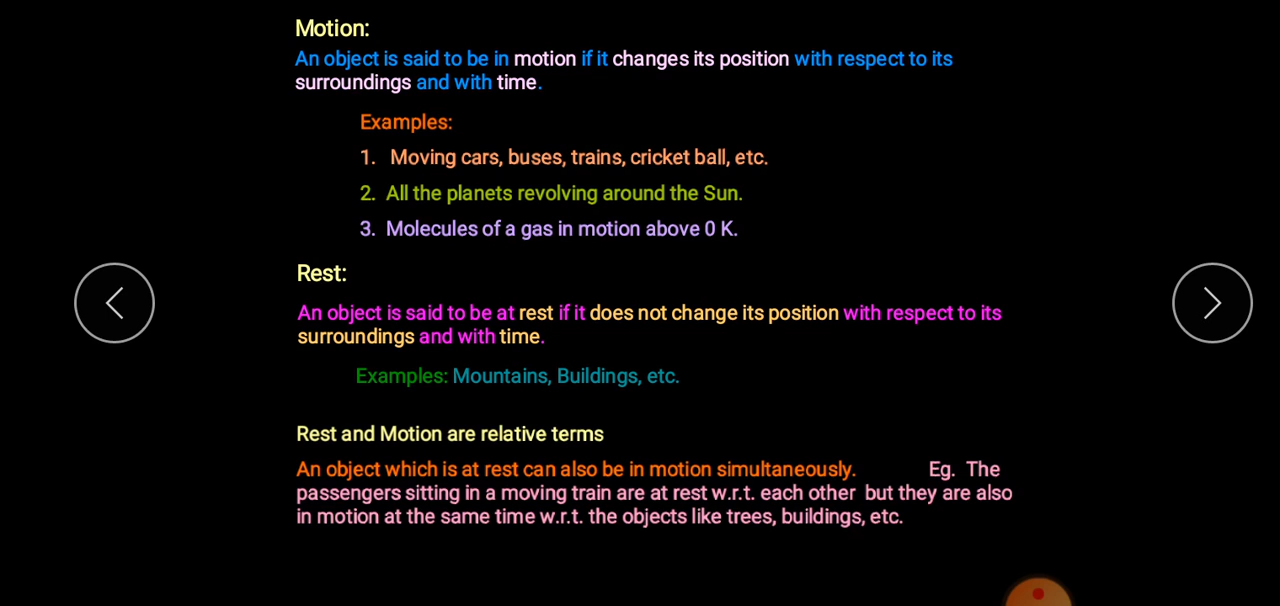 Motion:
An object is said to be in motion if it changes its position with respect to its
surroundings and with time.
Examples:
1. Moving cars, buses, trains, cricket ball, etc.
2. All the planets revolving around the Sun.
3. Molecules of a gas in motion above 0 K.
Rest:
An object is said to be at rest if it does not change its position with respect to its
surroundings and with time.
Examples: Mountains, Buildings, etc.
Rest and Motion are relative terms
An object which is at rest can also be in motion simultaneously. Eg. The
passengers sitting in a moving train are at rest w.r.t. each other but they are also
in motion at the same time w.r.t. the objects like trees, buildings, etc.